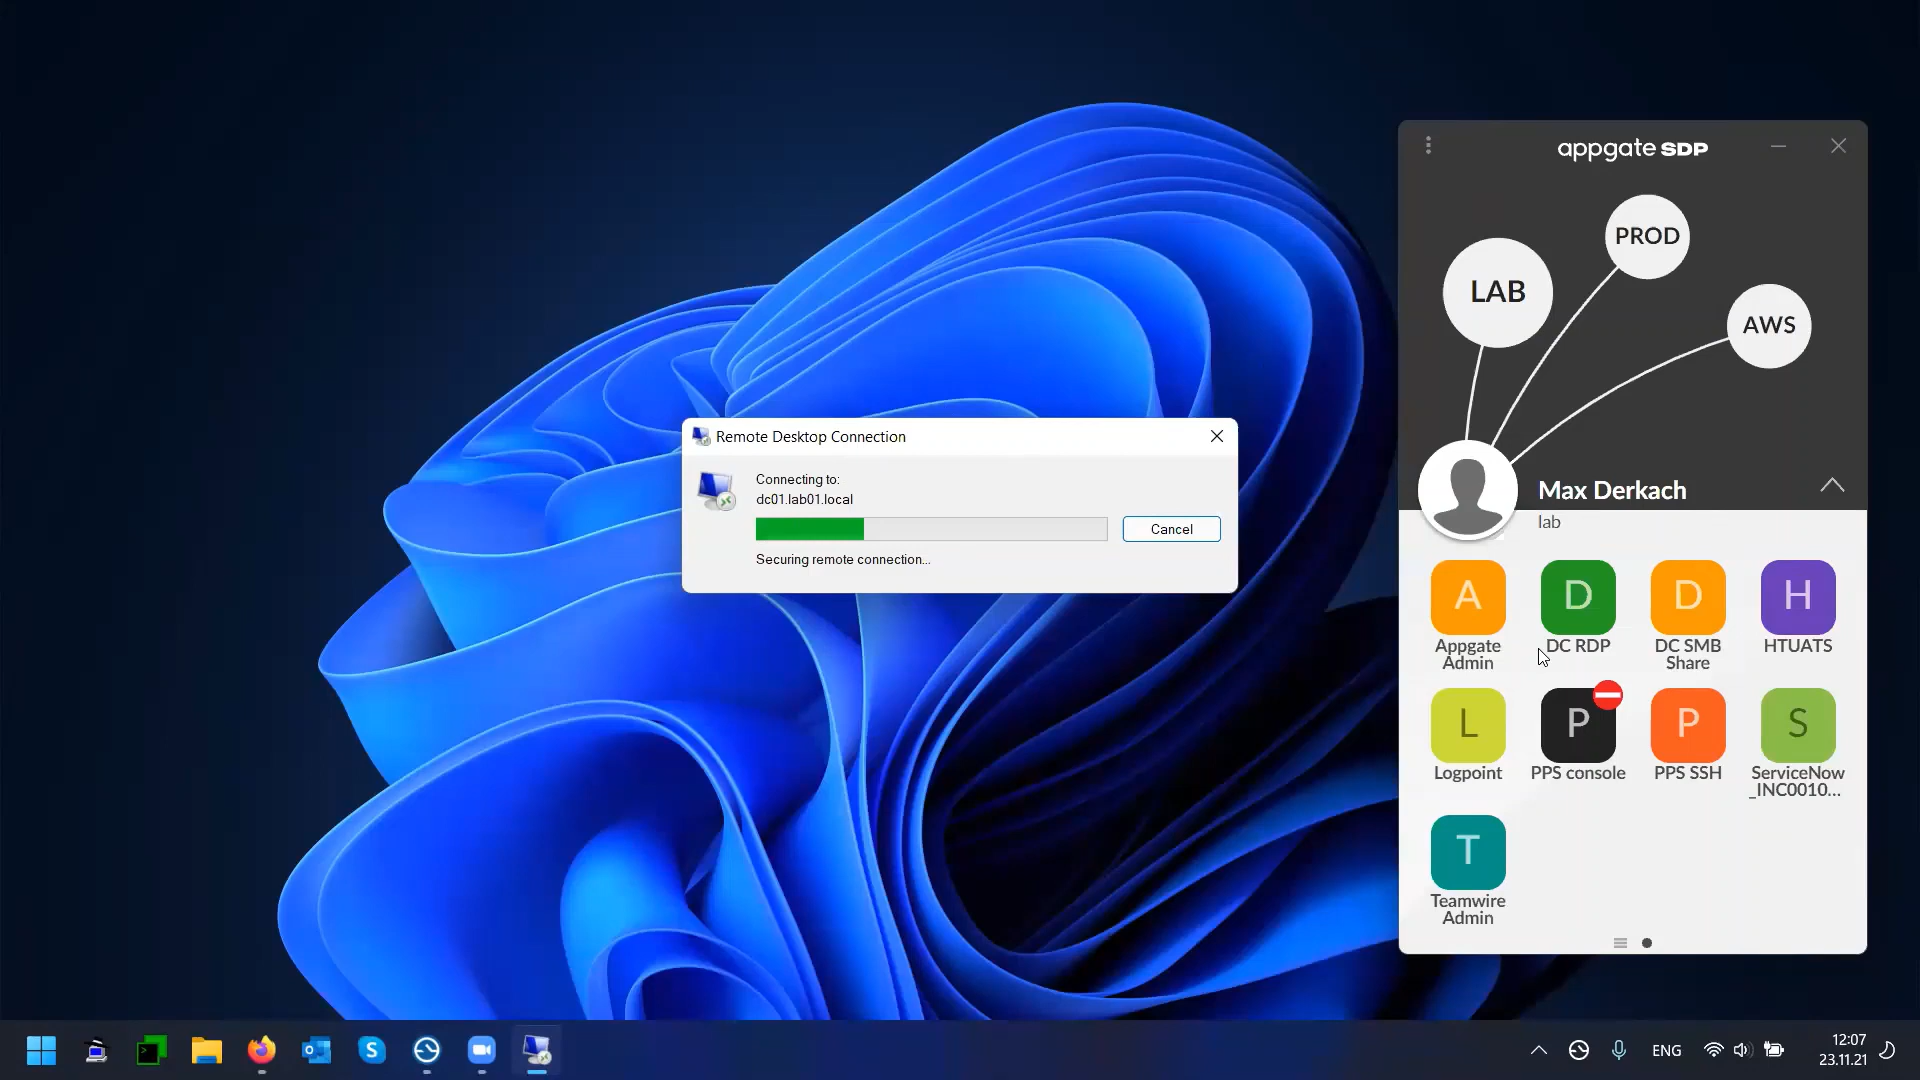 appgate SDP
PROD
LAB
AWS
Remote Desktop Connection
Connecting to:
dc01.lab01.local
Cancel
Securing remote connection...
Max Derkach
lab
A
D
D
H
Appgate
Admin
DC RDP
DC SMB
Share
HTUATS
L
P
P
S
Logpoint
PPS console
PPS SSH
ServiceNow
_INC0010...
T
Teamwire
Admin
S
ENG
12:07
23.11.21